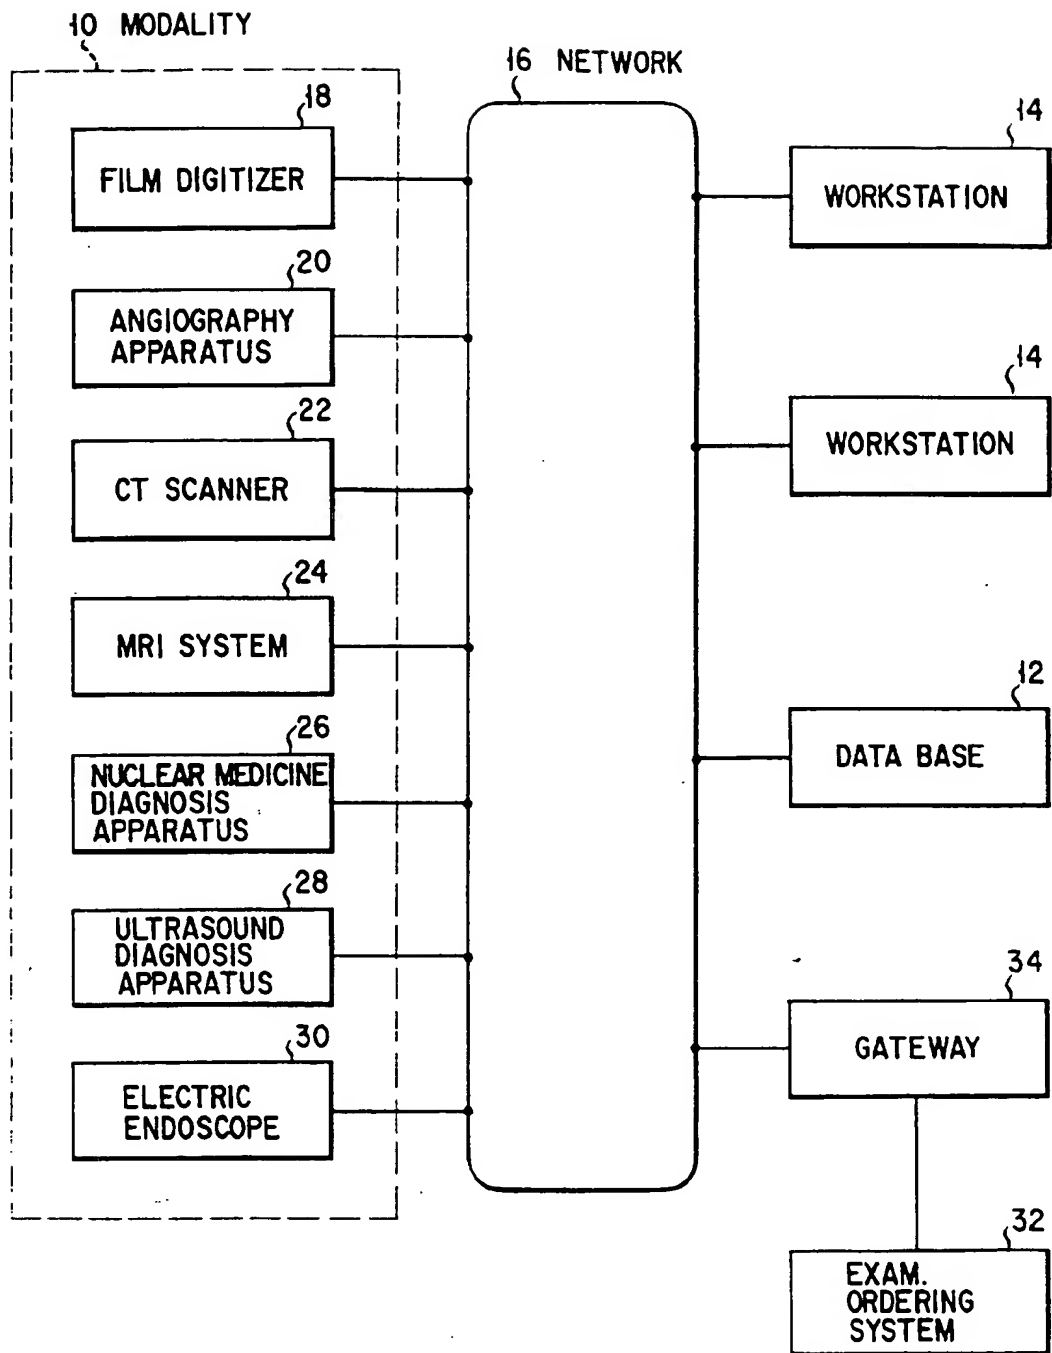 10 MODALITY
16 NETWORK
18
FILM DIGITIZER
20
ANGIOGRAPHY
APPARATUS
22
CT SCANNER
24
MRI SYSTEM
26
NUCLEAR MEDICINE
DIAGNOSIS
APPARATUS
28
ULTRASOUND
DIAGNOSIS
APPARATUS
30
ELECTRIC
ENDOSCOPE
14
WORKSTATION
14
WORKSTATION
12
DATA BASE
34
GATEWAY
32
EXAM.
ORDERING
SYSTEM